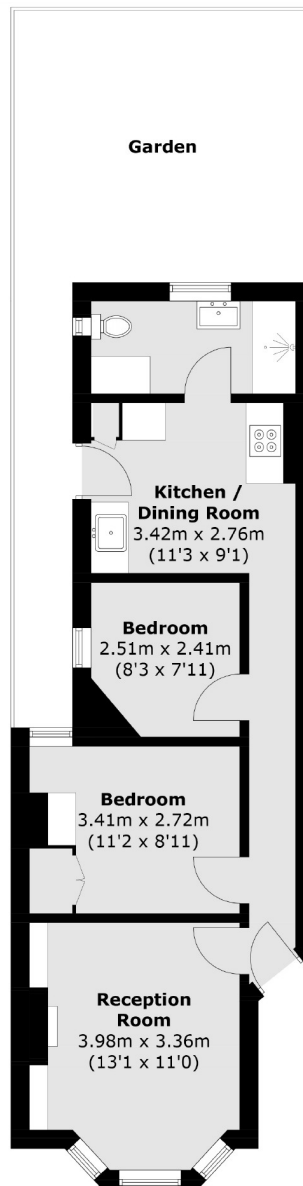 Garden
Kitchen /
Dining Room
3.42m x 2.76m
(11'3 x 9'1)
Bedroom
2.51m x 2.41m
(8'3 x 7'11)
Bedroom
3.41m x 2.72m
(11'2 x 8'11)
Reception
Room
3.98m x 3.36m
(13'1 x 11'0)